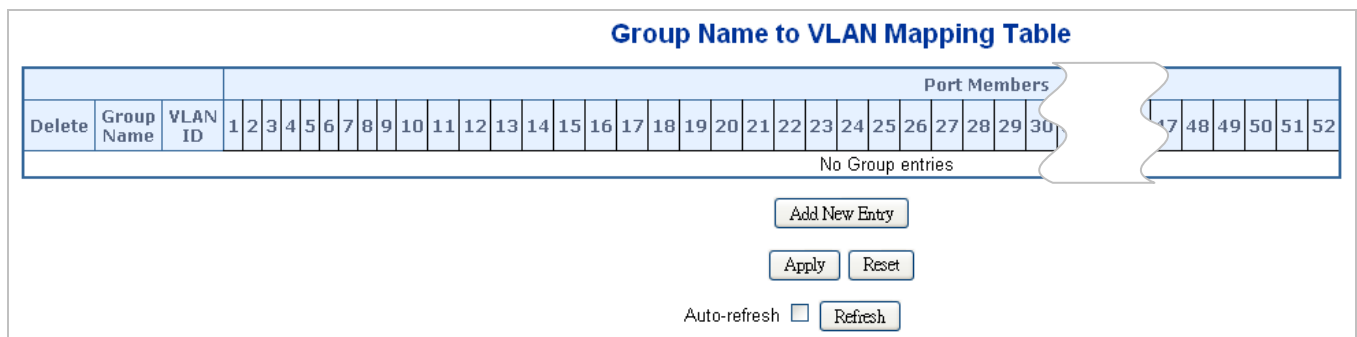 Group Name to VLAN Mapping Table
Port Members
Delete Group Name VLAN ID 1 2 3 4 5 6 7 8 9 10 11 12 13 14 15 16 17 18 19 20 21 22 23 24 25 26 27 28 29 30 47 48 49 50 51 52
No Group entries
Add New Entry
Apply Reset
Auto-refresh Refresh